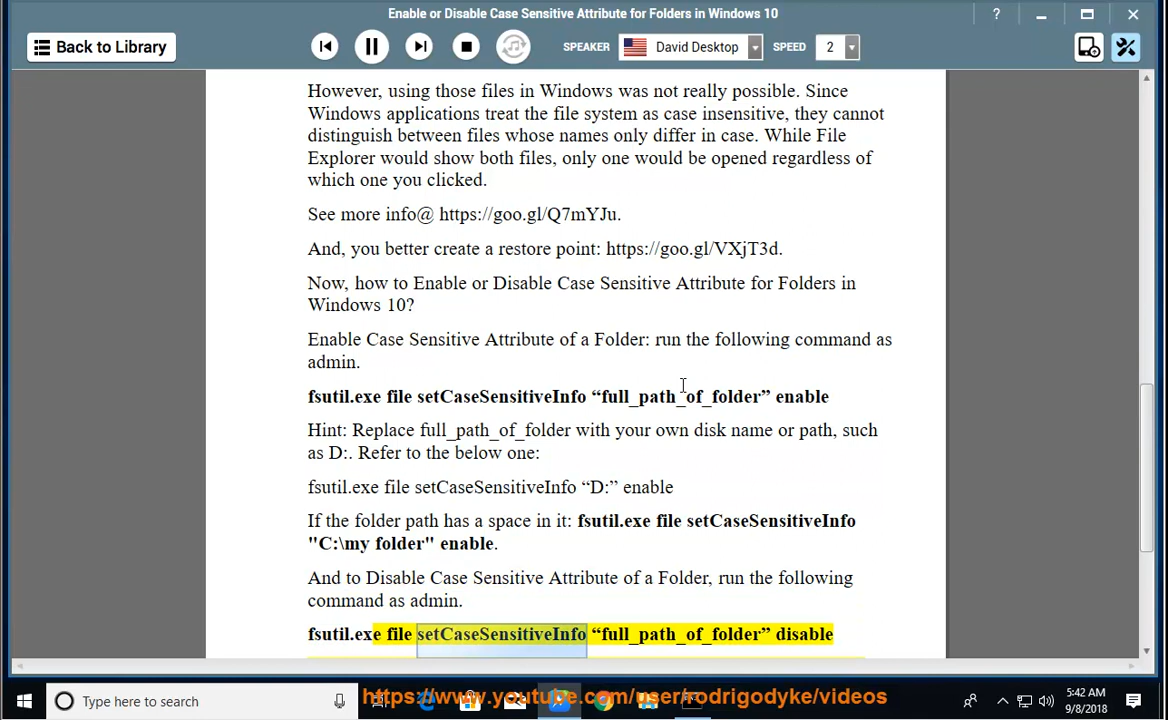 Enable or Disable Case Sensitive Attribute for Folders in Windows 10
?
Back to Library
SPEAKER
David Desktop
SPEED
2
However, using those files in Windows was not really possible. Since
Windows applications treat the file system as case insensitive, they cannot
distinguish between files whose names only differ in case. While File
Explorer would show both files, only one would be opened regardless of
which one you clicked.
See more info@ https://goo.gl/Q7mYJu.
And, you better create a restore point: https://goo.gl/VXjT3d.
Now, how to Enable or Disable Case Sensitive Attribute for Folders in
Windows 10?
Enable Case Sensitive Attribute of a Folder: run the following command as
admin.
fsutil.exe file setCaseSensitiveInfo “full_path_of_folder” enable
Hint: Replace full_path_of_folder with your own disk name or path, such
as D:. Refer to the below one:
fsutil.exe file setCaseSensitiveInfo “D:” enable
If the folder path has a space in it: fsutil.exe file setCaseSensitiveInfo
"C:\my folder" enable.
And to Disable Case Sensitive Attribute of a Folder, run the following
command as admin.
fsutil.exe file setCaseSensitiveInfo “full_path_of_folder” disable
Type here to search
https://www.youtube.com/user/rodrigodyke/videos
5:42 AM
9/8/2018